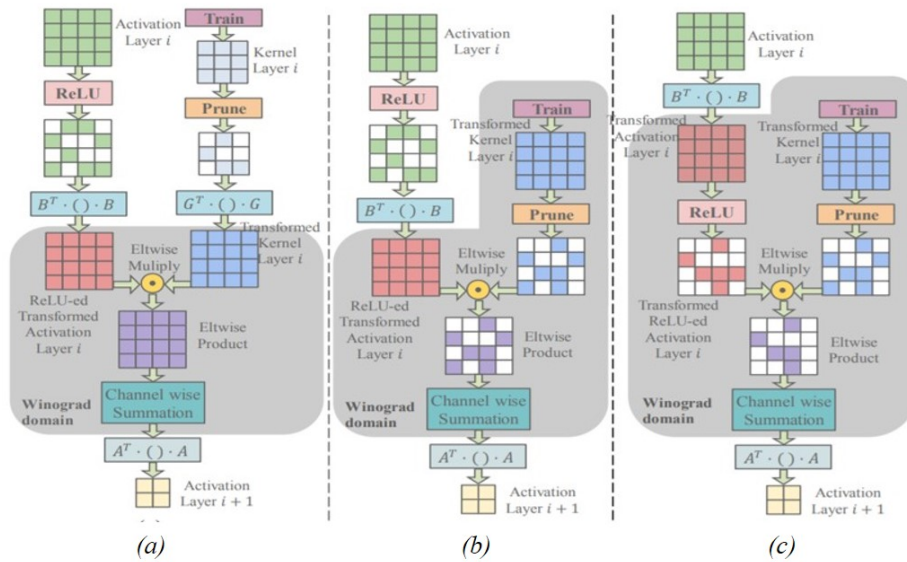 Activation
Layer i
Train
Kernel
Layer i
ReLU
Prune
B^T · ( ) · B
G^T · ( ) · G
Transformed
Kernel
Layer i
Eltwise
Muliply
ReLU-ed
Transformed
Activation
Layer i
Eltwise
Product
Channel wise
Summation
Winograd
domain
A^T · ( ) · A
Activation
Layer i + 1
(a)
Activation
Layer i
ReLU
Train
Transformed
Kernel
Layer i
B^T · ( ) · B
Prune
Eltwise
Muliply
ReLU-ed
Transformed
Activation
Layer i
Eltwise
Product
Channel wise
Summation
Winograd
domain
A^T · ( ) · A
Activation
Layer i + 1
(b)
Activation
Layer i
B^T · ( ) · B
Train
Transformed
Activation
Layer i
Transformed
Kernel
Layer i
ReLU
Prune
Eltwise
Muliply
Transformed
ReLU-ed
Activation
Layer i
Eltwise
Product
Channel wise
Summation
Winograd
domain
A^T · ( ) · A
Activation
Layer i + 1
(c)